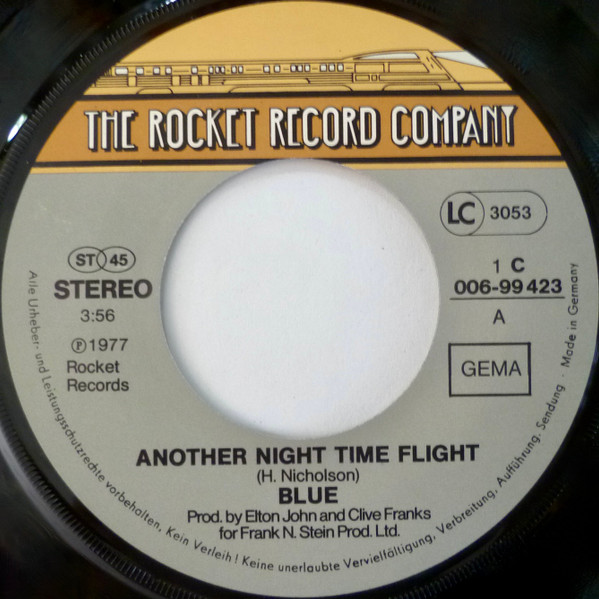 THE ROCKET RECORD COMPANY
LC 3053
ST 45
STEREO
3:56
℗ 1977
Rocket
Records
1 C
006-99 423
A
GEMA
ANOTHER NIGHT TIME FLIGHT
(H. Nicholson)
BLUE
Prod. by Elton John and Clive Franks
for Frank N. Stein Prod. Ltd.
Alle Urheber- und Leistungsschutzrechte vorbehalten. Kein Verleih! Keine unerlaubte Vervielfältigung, Verbreitung, Aufführung, Sendung · Made in Germany